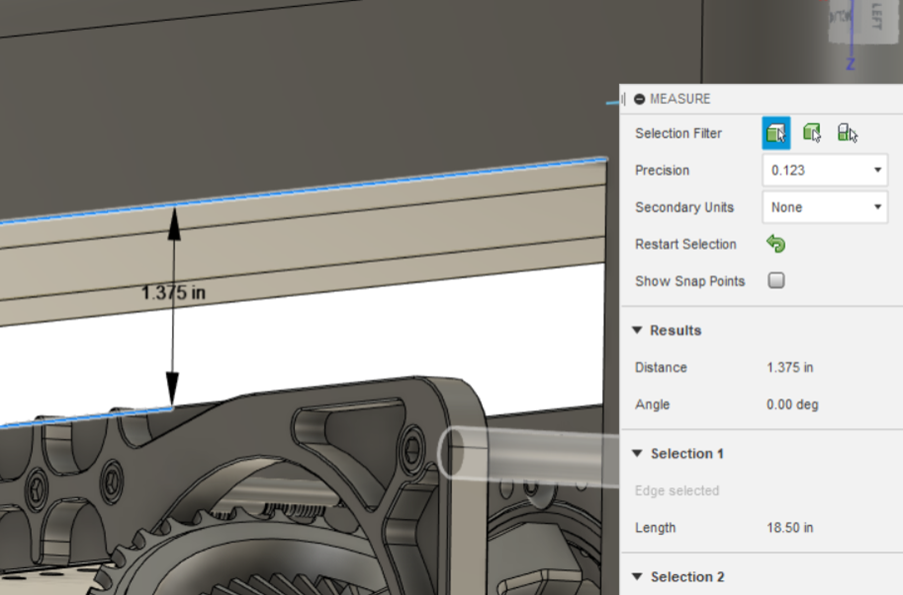 LEFT
Z
MEASURE
Selection Filter
Precision 0.123
Secondary Units None
Restart Selection
Show Snap Points
1.375 in
Results
Distance 1.375 in
Angle 0.00 deg
Selection 1
Edge selected
Length 18.50 in
Selection 2